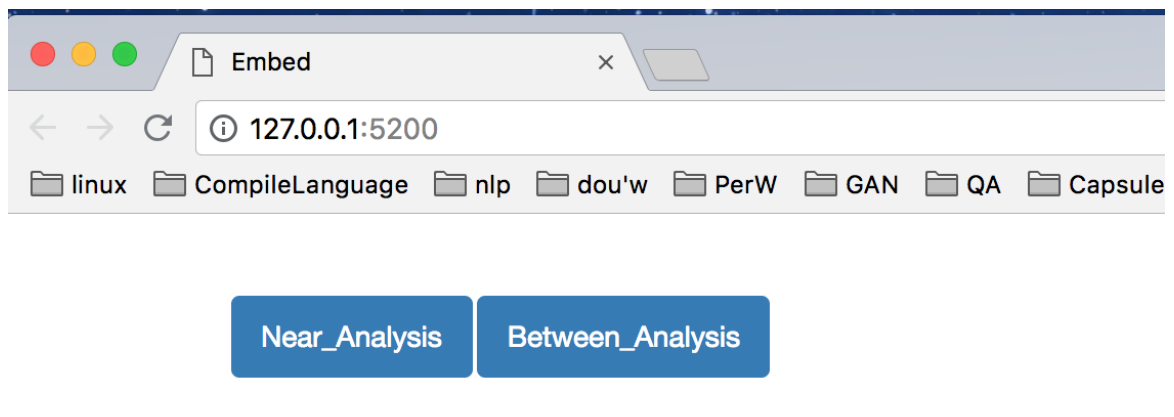 Embed
127.0.0.1:5200
linux CompileLanguage nlp dou'w PerW GAN QA Capsule
Near_Analysis Between_Analysis